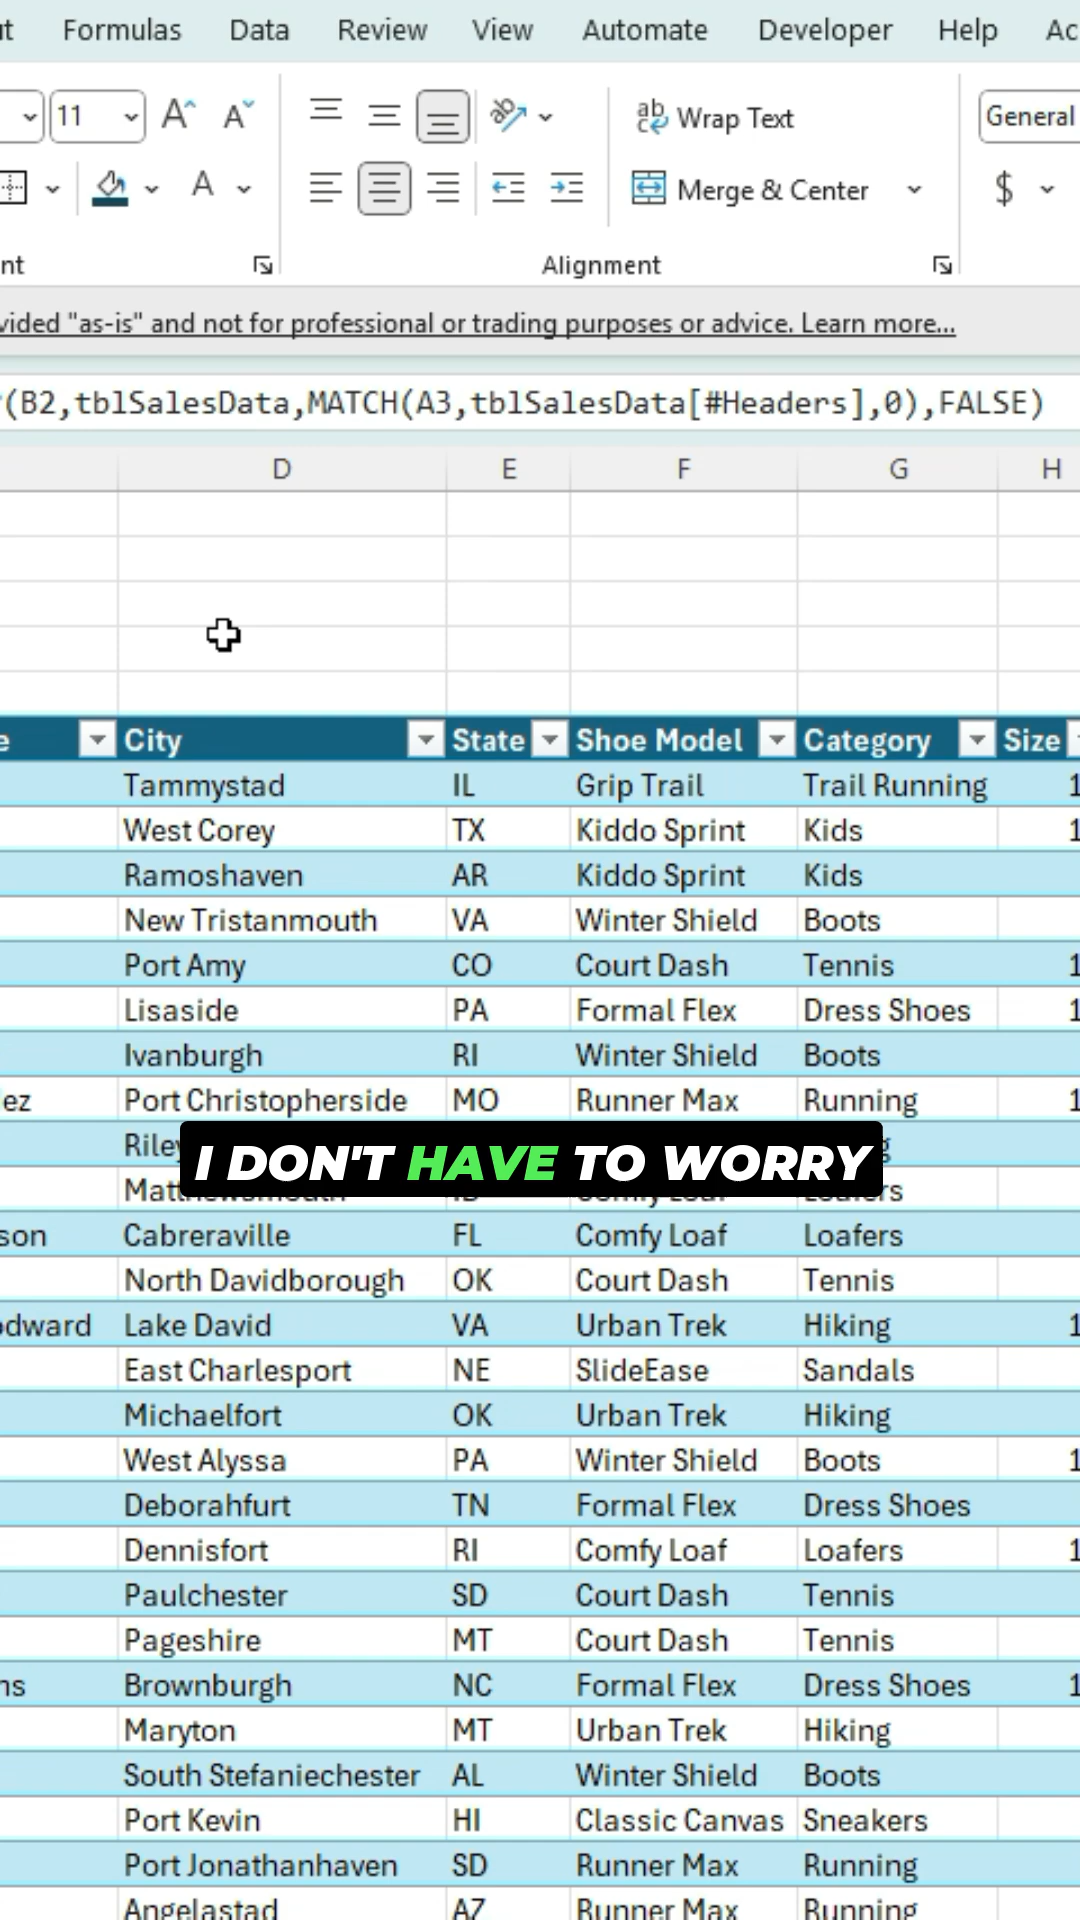 Formulas Data Review View Automate Developer Help
11 A A ab Wrap Text General
A Merge & Center $
Alignment
"as-is" and not for professional or trading purposes or advice. Learn more...
(B2,tblSalesData,MATCH(A3,tblSalesData[#Headers],0),FALSE)
D E F G H
City State Shoe Model Category Size
Tammystad IL Grip Trail Trail Running
West Corey TX Kiddo Sprint Kids
Ramoshaven AR Kiddo Sprint Kids
New Tristanmouth VA Winter Shield Boots
Port Amy CO Court Dash Tennis
Lisaside PA Formal Flex Dress Shoes
Ivanburgh RI Winter Shield Boots
ez Port Christopherside MO Runner Max Running
I DON'T HAVE TO WORRY
son Cabreraville FL Comfy Loaf Loafers
North Davidborough OK Court Dash Tennis
dward Lake David VA Urban Trek Hiking
East Charlesport NE SlideEase Sandals
Michaelfort OK Urban Trek Hiking
West Alyssa PA Winter Shield Boots
Deborahfurt TN Formal Flex Dress Shoes
Dennisfort RI Comfy Loaf Loafers
Paulchester SD Court Dash Tennis
Pageshire MT Court Dash Tennis
ns Brownburgh NC Formal Flex Dress Shoes
Maryton MT Urban Trek Hiking
South Stefaniechester AL Winter Shield Boots
Port Kevin HI Classic Canvas Sneakers
Port Jonathanhaven SD Runner Max Running
Angelastad AZ Runner Max Running